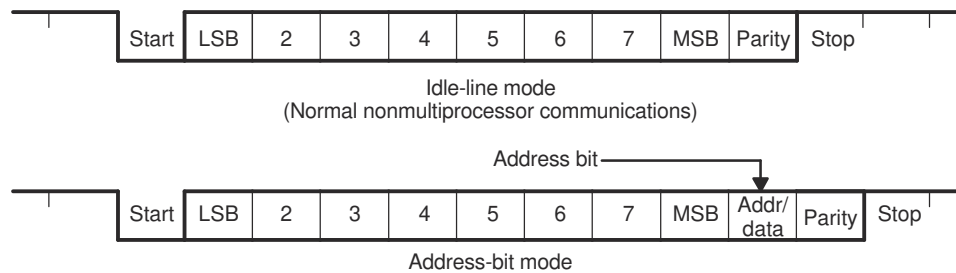 Start LSB 2 3 4 5 6 7 MSB Parity Stop
Idle-line mode
(Normal nonmultiprocessor communications)
Address bit
Start LSB 2 3 4 5 6 7 MSB Addr/
data Parity Stop
Address-bit mode